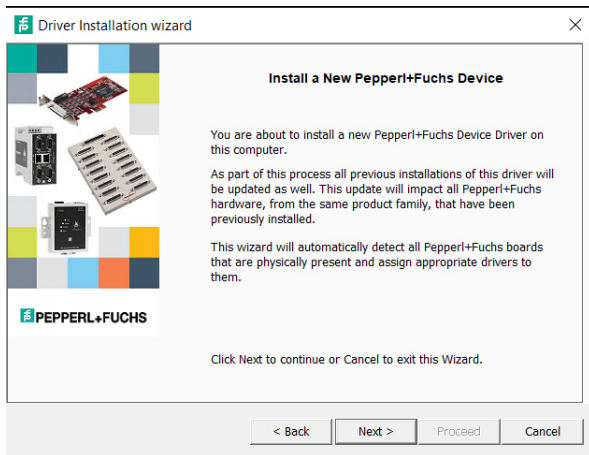 Driver Installation wizard
Install a New Pepperl+Fuchs Device
You are about to install a new Pepperl+Fuchs Device Driver on
this computer.
As part of this process all previous installations of this driver will
be updated as well. This update will impact all Pepperl+Fuchs
hardware, from the same product family, that have been
previously installed.
This wizard will automatically detect all Pepperl+Fuchs boards
that are physically present and assign appropriate drivers to
them.
PEPPERL+FUCHS
Click Next to continue or Cancel to exit this Wizard.
< Back Next > Proceed Cancel